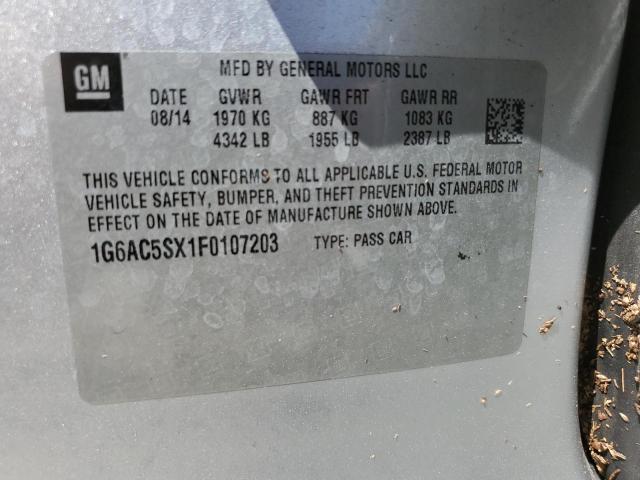 GM
MFD BY GENERAL MOTORS LLC
DATE GVWR GAWR FRT GAWR RR
08/14 1970 KG 887 KG 1083 KG
4342 LB 1955 LB 2387 LB
THIS VEHICLE CONFORMS TO ALL APPLICABLE U.S. FEDERAL MOTOR
VEHICLE SAFETY, BUMPER, AND THEFT PREVENTION STANDARDS IN
EFFECT ON THE DATE OF MANUFACTURE SHOWN ABOVE.
1G6AC5SX1F0107203 TYPE: PASS CAR